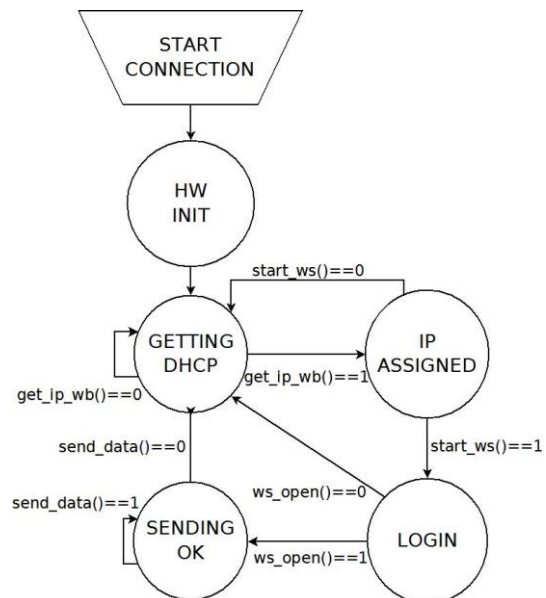 START
CONNECTION
HW
INIT
start_ws()==0
GETTING
DHCP
IP
ASSIGNED
get_ip_wb()==0
get_ip_wb()==1
send_data()==0
start_ws()==1
send_data()==1
ws_open()==0
SENDING
OK
LOGIN
ws_open()==1